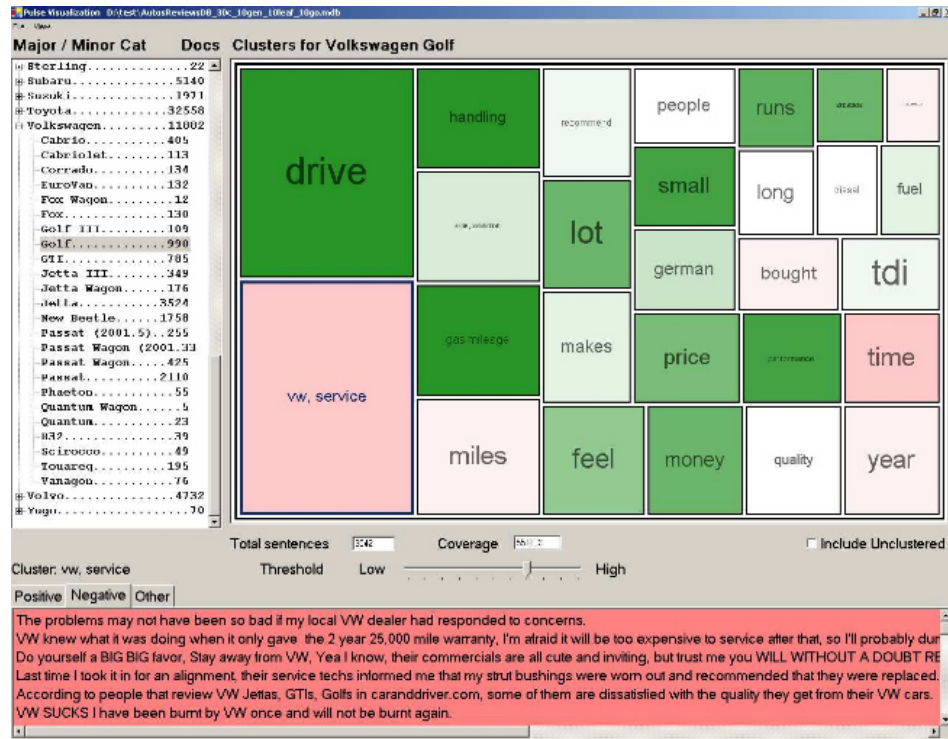 Pulse Visualization D:\test\AutosReviewsDB_30c_10gen_10leaf_10go.mdb
View
Major / Minor Cat Docs Clusters for Volkswagen Golf
Sterling..............22
Subaru..............5140
Suzuki..............1971
Toyota.............32558
Volkswagen.........11802
Cabrio............405
Cabriolet.........113
Corrado...........134
EuroVan...........132
Fox Wagon..........12
Fox...............130
Golf III..........109
Golf..............990
GTI...............785
Jetta III.........349
Jetta Wagon.......176
Jetta............3524
New Beetle.......1758
Passat (2001.5)..255
Passat Wagon (2001.33
Passat Wagon......425
Passat...........2110
Phaeton............55
Quantum Wagon.......5
Quantum............23
R32................39
Scirocco...........49
Touareg...........195
Vanagon............76
Volvo...............4732
Yugo..................70
drive
handling
recommend
people
runs
small
long
diesel
fuel
lot
german
bought
tdi
gas mileage
makes
price
performance
time
vw, service
miles
feel
money
quality
year
Total sentences 3042 Coverage Include Unclustered
Cluster: vw, service Threshold Low High
Positive Negative Other
The problems may not have been so bad if my local VW dealer had responded to concerns.
VW knew what it was doing when it only gave the 2 year 25,000 mile warranty, I'm afraid it will be too expensive to service after that, so I'll probably dum
Do yourself a BIG BIG favor, Stay away from VW, Yea I know, their commercials are all cute and inviting, but trust me you WILL WITHOUT A DOUBT RE
Last time I took it in for an alignment, their service techs informed me that my strut bushings were worn out and recommended that they were replaced.
According to people that review VW Jettas, GTIs, Golfs in caranddriver.com, some of them are dissatisfied with the quality they get from their VW cars.
VW SUCKS I have been burnt by VW once and will not be burnt again.